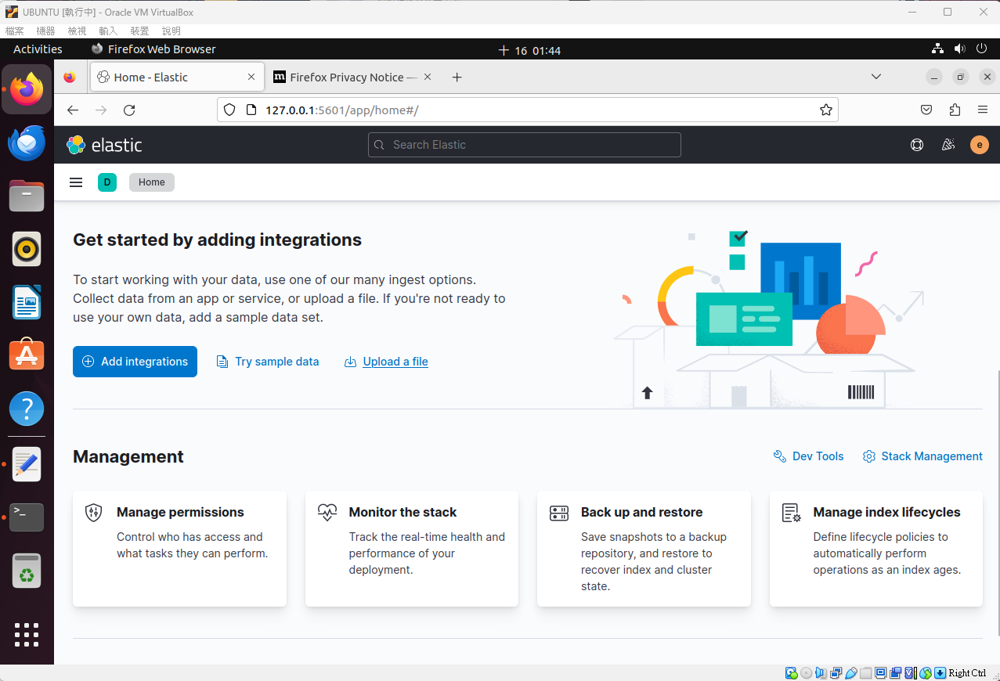 UBUNTU [執行中] - Oracle VM VirtualBox
檔案 機器 檢視 輸入 裝置 說明
Activities Firefox Web Browser 十 16 01:44
Home - Elastic Firefox Privacy Notice —
127.0.0.1:5601/app/home#/
elastic Search Elastic e
D Home
Get started by adding integrations
To start working with your data, use one of our many ingest options.
Collect data from an app or service, or upload a file. If you're not ready to
use your own data, add a sample data set.
Add integrations Try sample data Upload a file
Management Dev Tools Stack Management
Manage permissions
Control who has access and
what tasks they can perform.
Monitor the stack
Track the real-time health and
performance of your
deployment.
Back up and restore
Save snapshots to a backup
repository, and restore to
recover index and cluster
state.
Manage index lifecycles
Define lifecycle policies to
automatically perform
operations as an index ages.
Right Ctrl